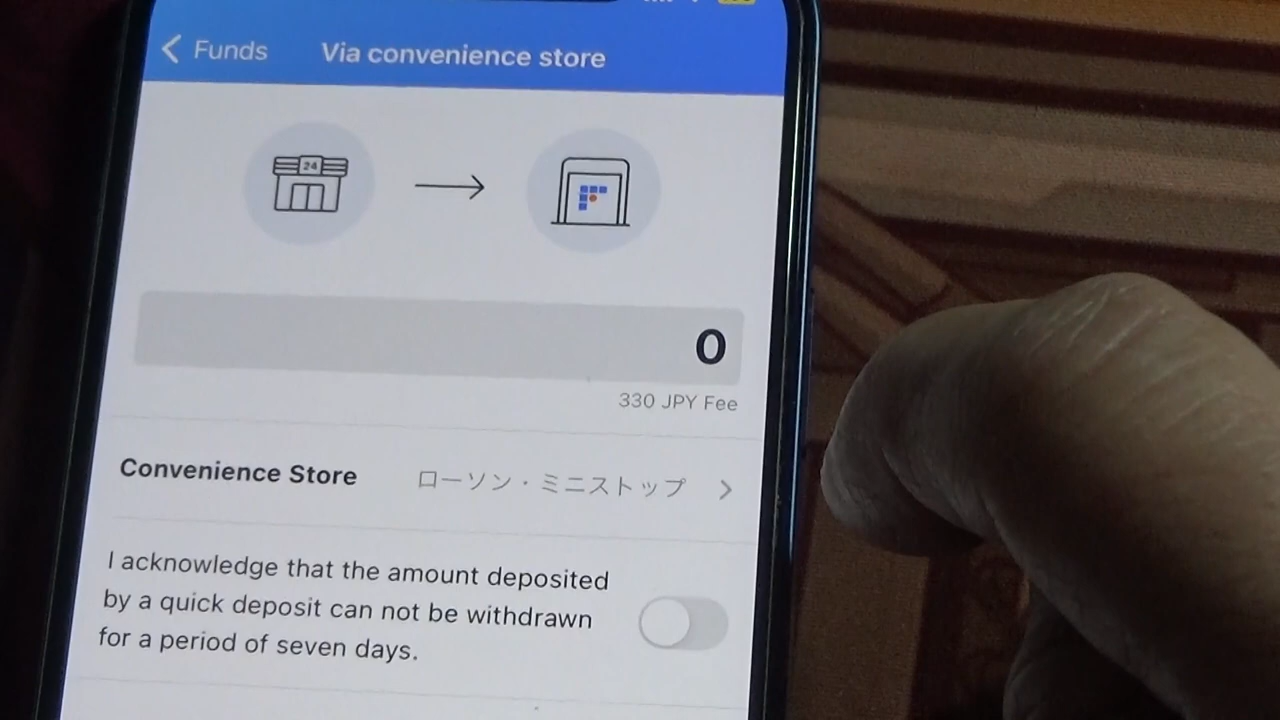 Funds
Via convenience store
24
0
330 JPY Fee
Convenience Store
ローソン・ミニストップ
I acknowledge that the amount deposited
by a quick deposit can not be withdrawn
for a period of seven days.